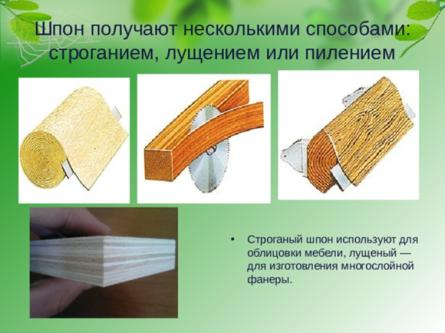 Шпон получают несколькими способами:
строганием, лущением или пилением
• Строганый шпон используют для
облицовки мебели, лущеный —
для изготовления многослойной
фанеры.